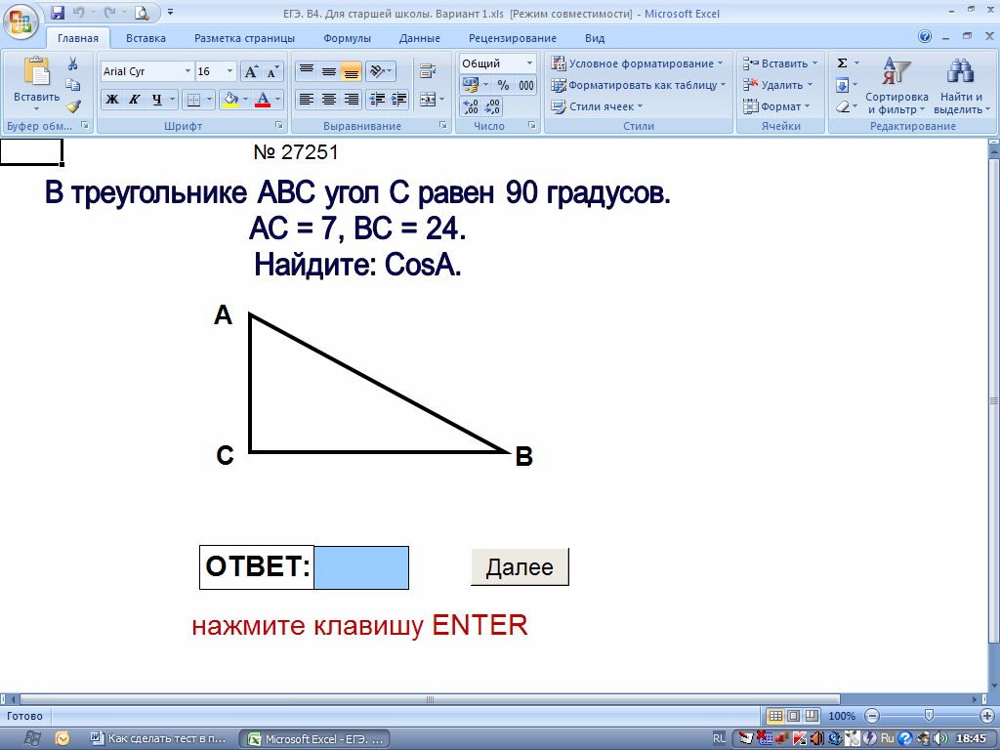 ЕГЭ. В4. Для старшей школы. Вариант 1.xls [Режим совместимости] - Microsoft Excel
Главная Вставка Разметка страницы Формулы Данные Рецензирование Вид
Вставить
Буфер обм...
Arial Cyr 16
Ж К Ч
Шрифт
Выравнивание
Общий
% 000
Число
Условное форматирование
Форматировать как таблицу
Стили ячеек
Стили
Вставить
Удалить
Формат
Ячейки
Σ
Сортировка и фильтр
Найти и выделить
Редактирование
№ 27251
В треугольнике АВС угол С равен 90 градусов.
АС = 7, ВС = 24.
Найдите: CosA.
А
С
В
ОТВЕТ:
Далее
нажмите клавишу ENTER
Готово
100%
Как сделать тест в п...
Microsoft Excel - ЕГЭ. ...
RU
Ru
18:45